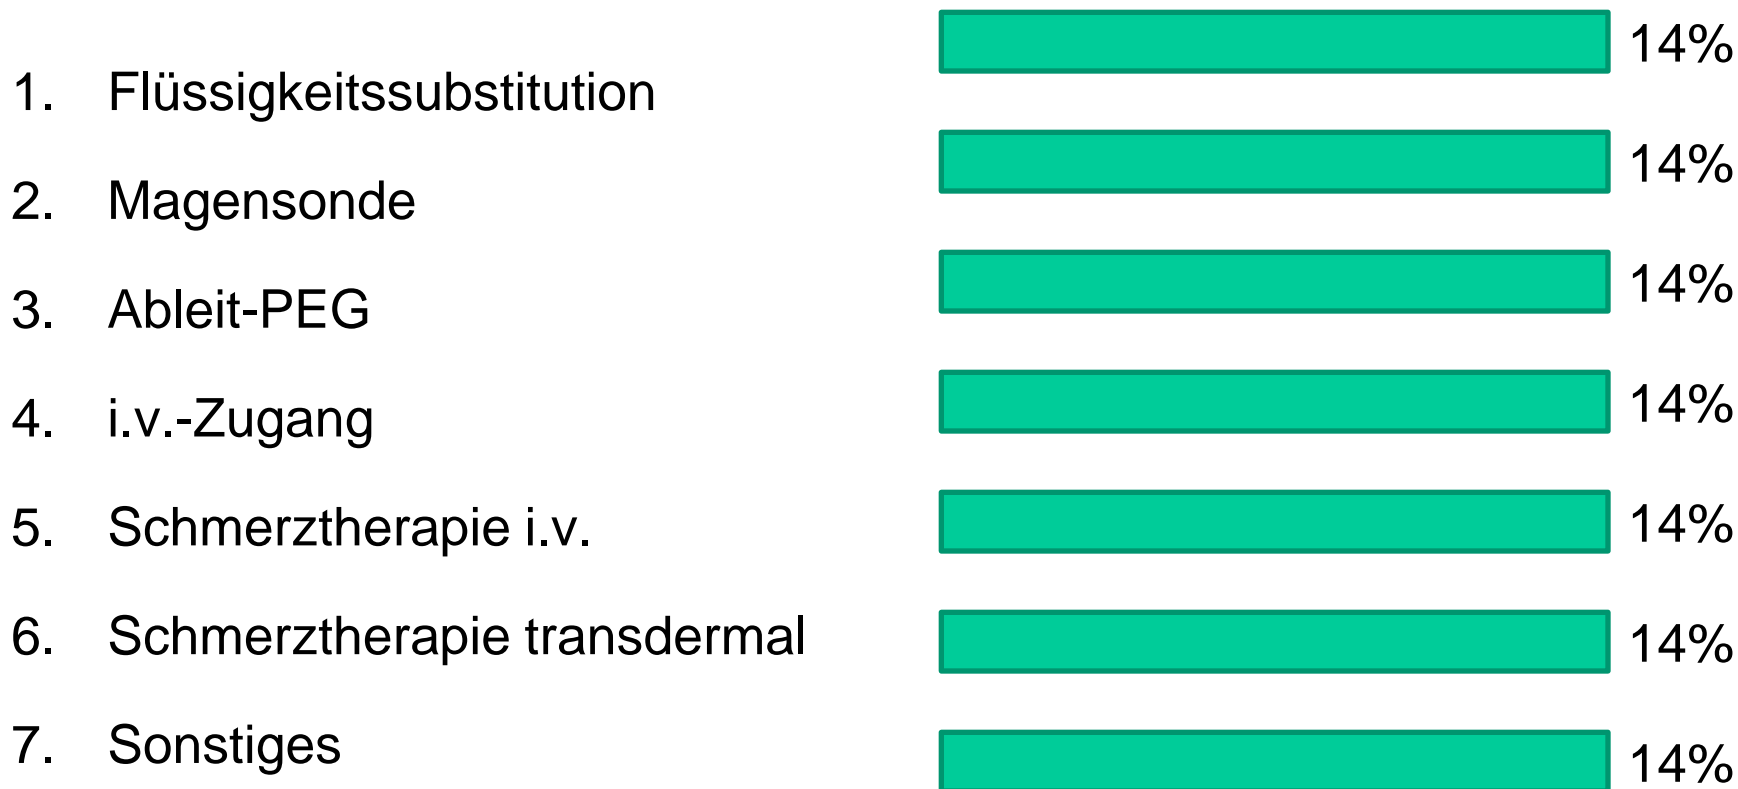 14%
1. Flüssigkeitssubstitution
14%
2. Magensonde
14%
3. Ableit-PEG
14%
4. i.v.-Zugang
14%
5. Schmerztherapie i.v.
14%
6. Schmerztherapie transdermal
14%
7. Sonstiges